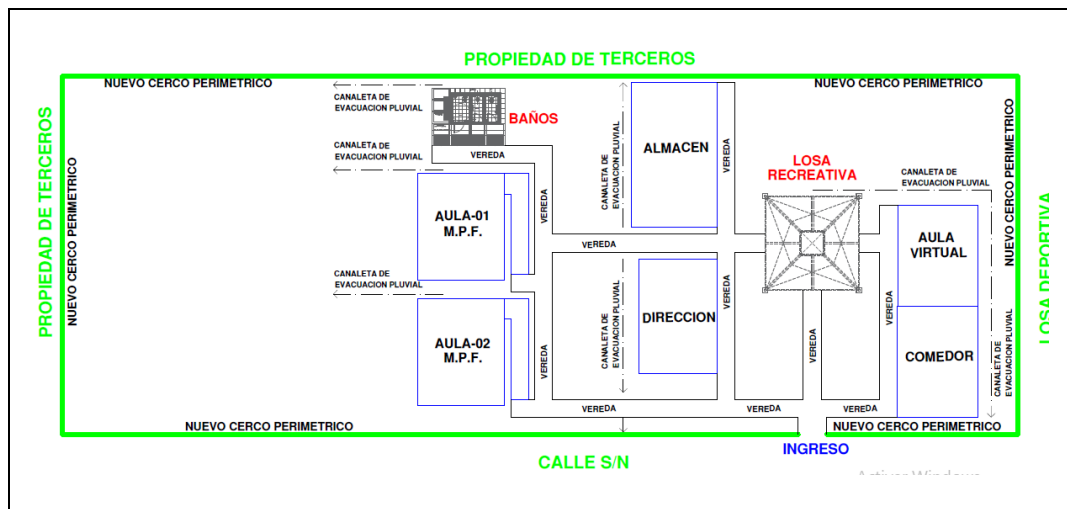 PROPIEDAD DE TERCEROS
NUEVO CERCO PERIMETRICO
NUEVO CERCO PERIMETRICO
CANALETA DE
EVACUACION PLUVIAL
BAÑOS
CANALETA DE
EVACUACION PLUVIAL
VEREDA
ALMACEN
VEREDA
CANALETA DE
EVACUACION PLUVIAL
LOSA
RECREATIVA
CANALETA DE
EVACUACION PLUVIAL
NUEVO CERCO PERIMETRICO
LOSA DEPORTIVA
PROPIEDAD DE TERCEROS
NUEVO CERCO PERIMETRICO
AULA-01
M.P.F.
VEREDA
VEREDA
AULA
VIRTUAL
CANALETA DE
EVACUACION PLUVIAL
CANALETA DE
EVACUACION PLUVIAL
DIRECCION
VEREDA
VEREDA
VEREDA
AULA-02
M.P.F.
VEREDA
COMEDOR
CANALETA DE
EVACUACION PLUVIAL
VEREDA
VEREDA
VEREDA
NUEVO CERCO PERIMETRICO
NUEVO CERCO PERIMETRICO
INGRESO
CALLE S/N